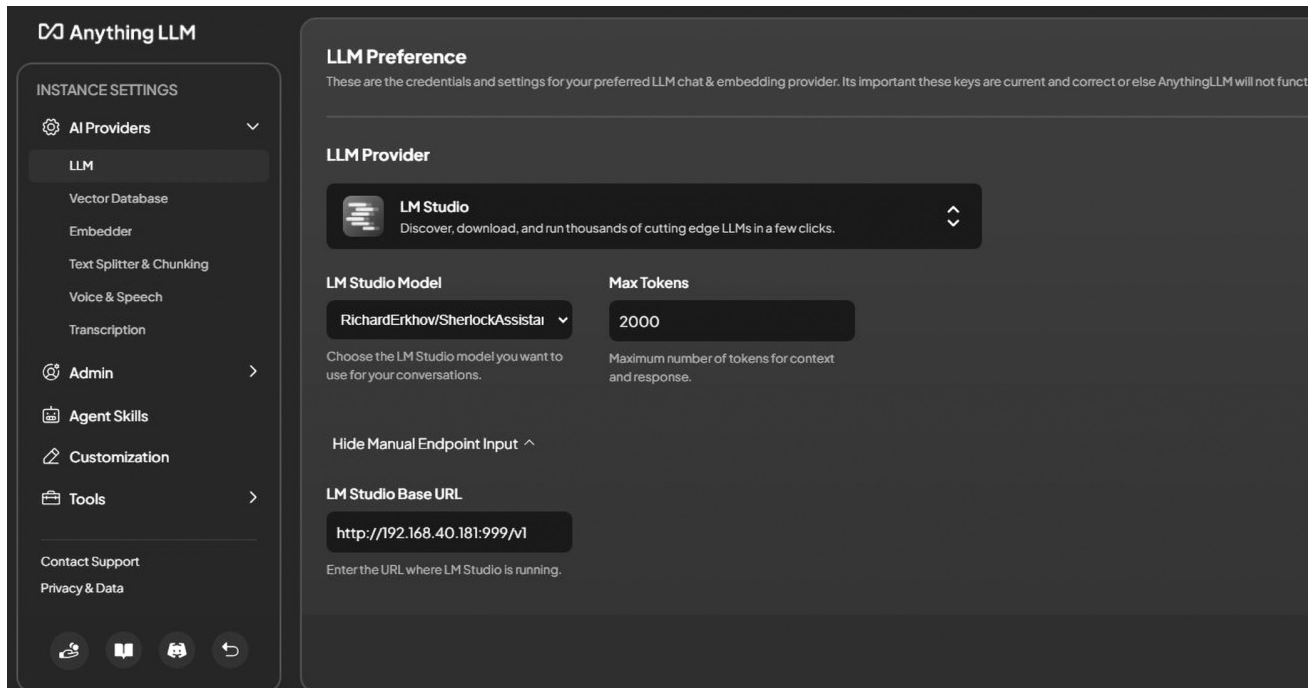 Anything LLM
INSTANCE SETTINGS
AI Providers
LLM
Vector Database
Embedder
Text Splitter & Chunking
Voice & Speech
Transcription
Admin
Agent Skills
Customization
Tools
Contact Support
Privacy & Data
LLM Preference
These are the credentials and settings for your preferred LLM chat & embedding provider. Its important these keys are current and correct or else AnythingLLM will not funct
LLM Provider
LM Studio
Discover, download, and run thousands of cutting edge LLMs in a few clicks.
LM Studio Model
RichardErkhov/SherlockAssistar
Choose the LM Studio model you want to
use for your conversations.
Max Tokens
2000
Maximum number of tokens for context
and response.
Hide Manual Endpoint Input
LM Studio Base URL
http://192.168.40.181:999/v1
Enter the URL where LM Studio is running.